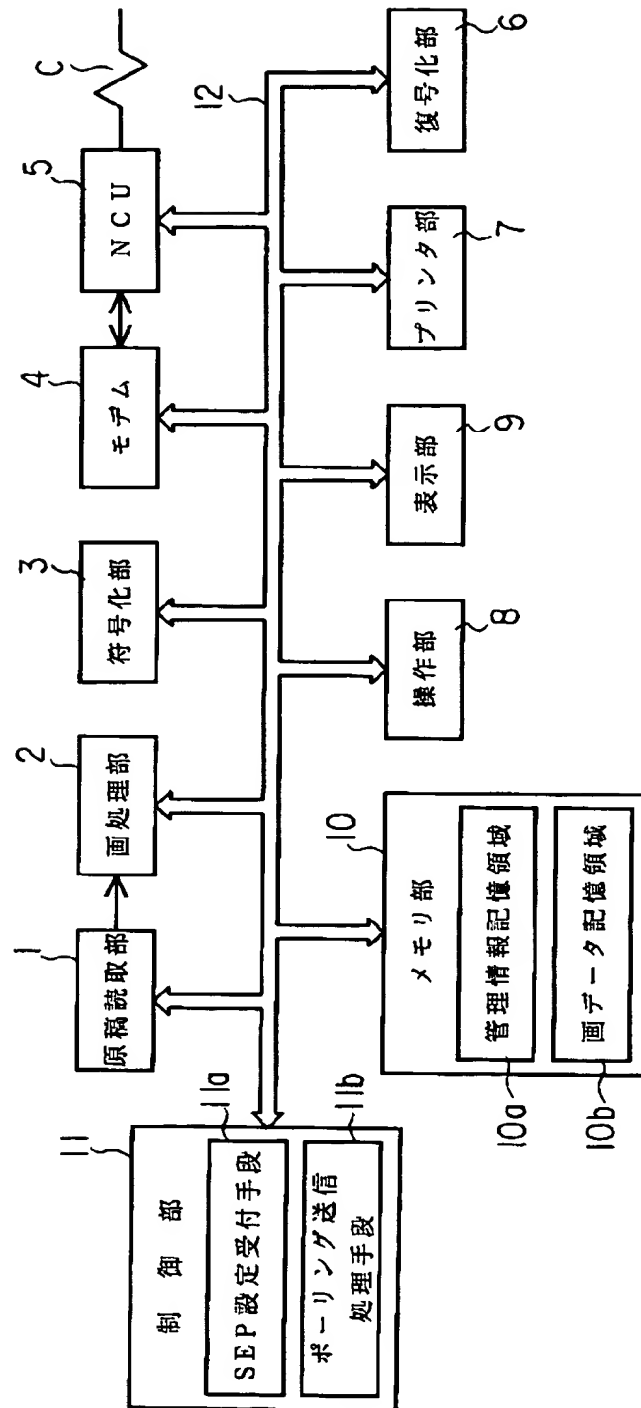 11
制御部
11a
SEP設定受付手段
11b
ポーリング送信
処理手段
1
原稿読取部
2
画処理部
3
符号化部
4
モデム
5
NCU
C
12
10
メモリ部
管理情報記憶領域
10a
画データ記憶領域
10b
操作部
8
表示部
9
プリンタ部
7
復号化部
6